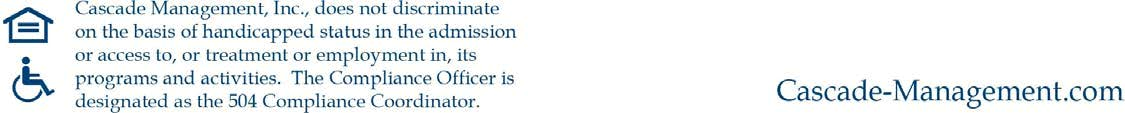 Cascade Management, Inc., does not discriminate
on the basis of handicapped status in the admission
or access to, or treatment or employment in, its
programs and activities.  The Compliance Officer is
designated as the 504 Compliance Coordinator.
Cascade-Management.com